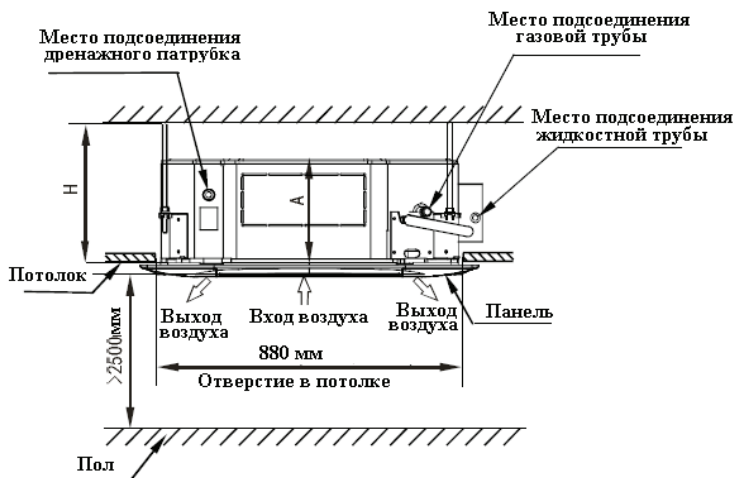 Место подсоединения
газовой трубы
Место подсоединения
дренажного патрубка
Место подсоединения
жидкостной трубы
H
A
Потолок
Выход
воздуха
Вход воздуха
Выход
воздуха
Панель
>2500мм
880 мм
Отверстие в потолке
Пол